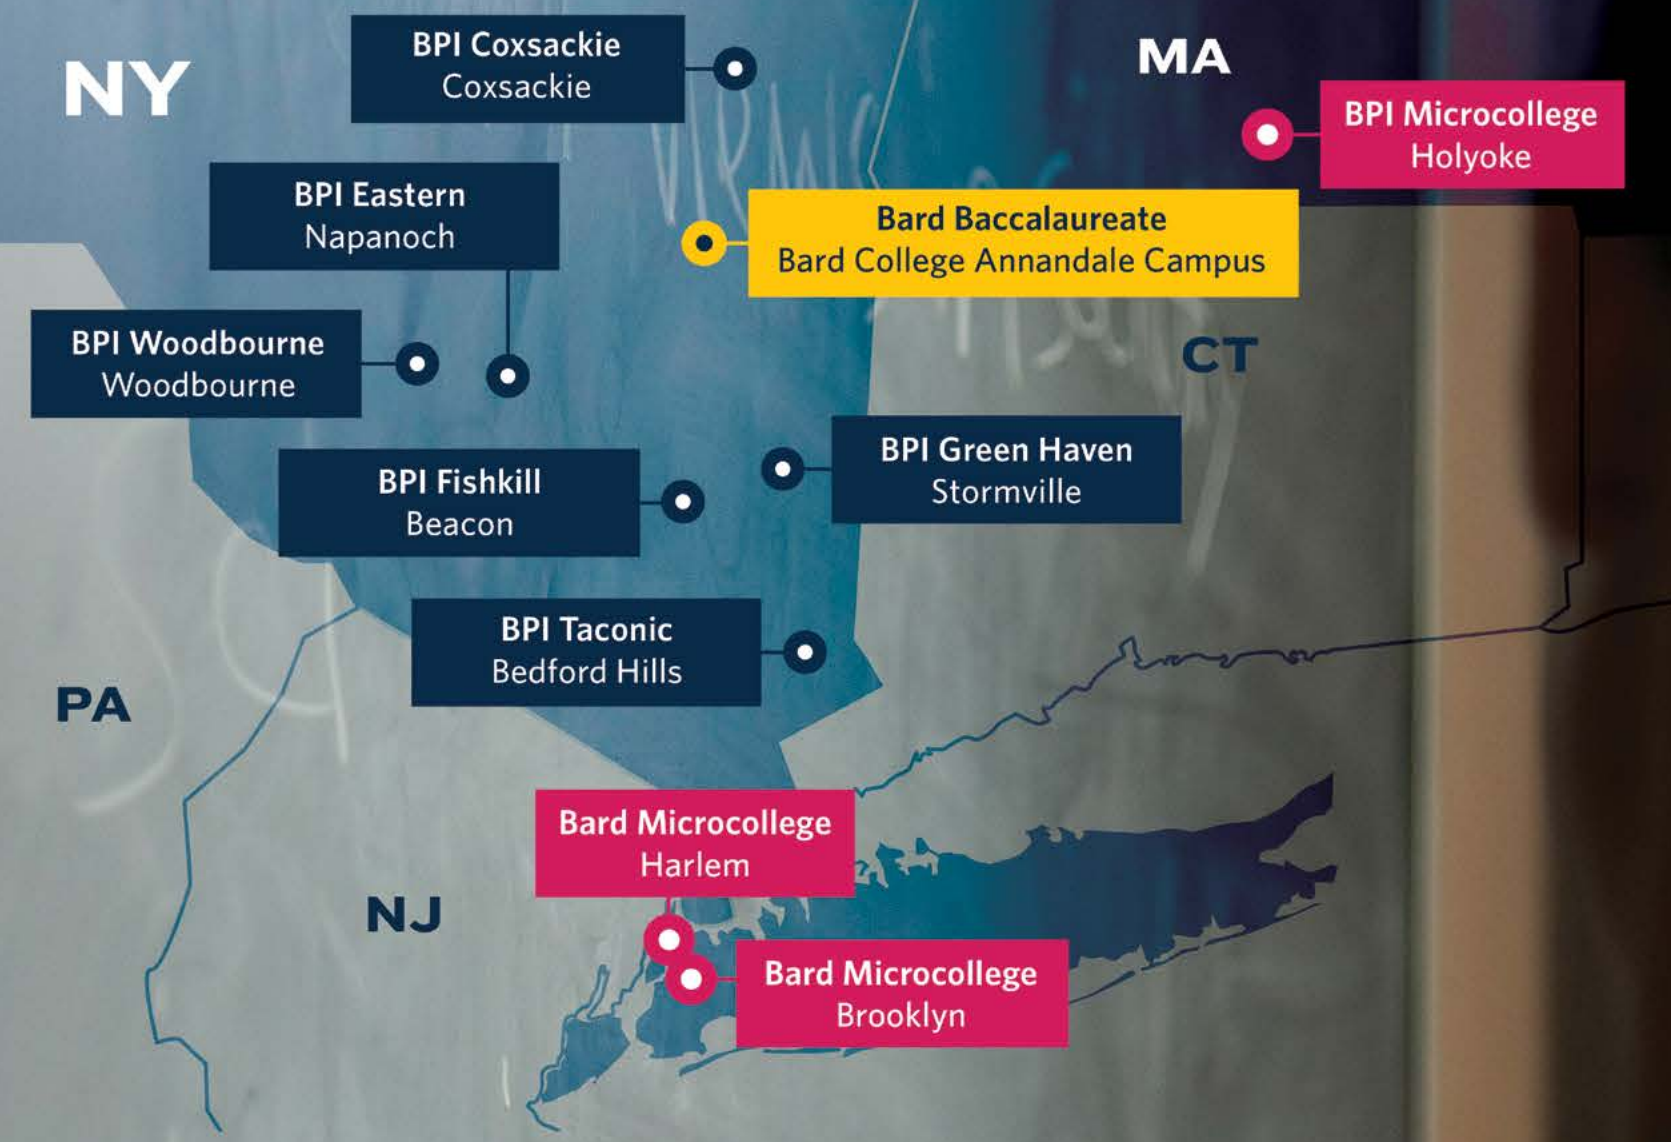 NY
BPI Coxsackie
Coxsackie
MA
BPI Microcollege
Holyoke
BPI Eastern
Napanoch
Bard Baccalaureate
Bard College Annandale Campus
BPI Woodbourne
Woodbourne
CT
BPI Green Haven
Stormville
BPI Fishkill
Beacon
BPI Taconic
Bedford Hills
PA
Bard Microcollege
Harlem
NJ
Bard Microcollege
Brooklyn